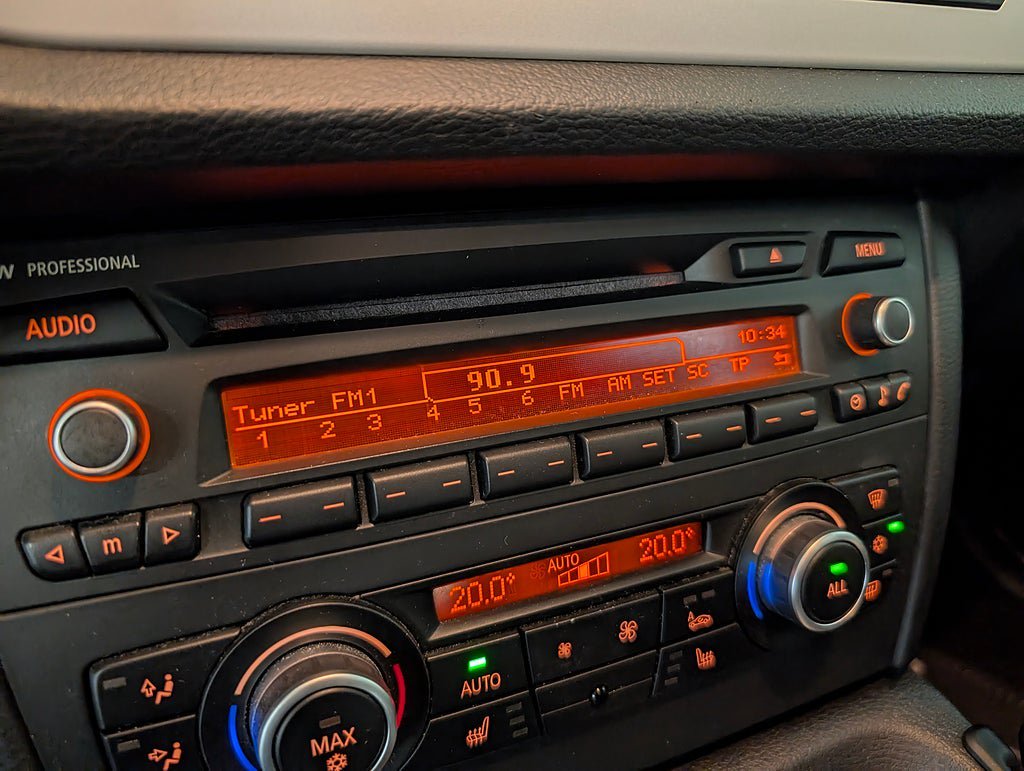 PROFESSIONAL
MENU
AUDIO
10:34
90.9
Tuner FM1
1 2 3 4 5 6 FM AM SET SC TP
m
20.0° AUTO 20.0°
ALL
AUTO
MAX